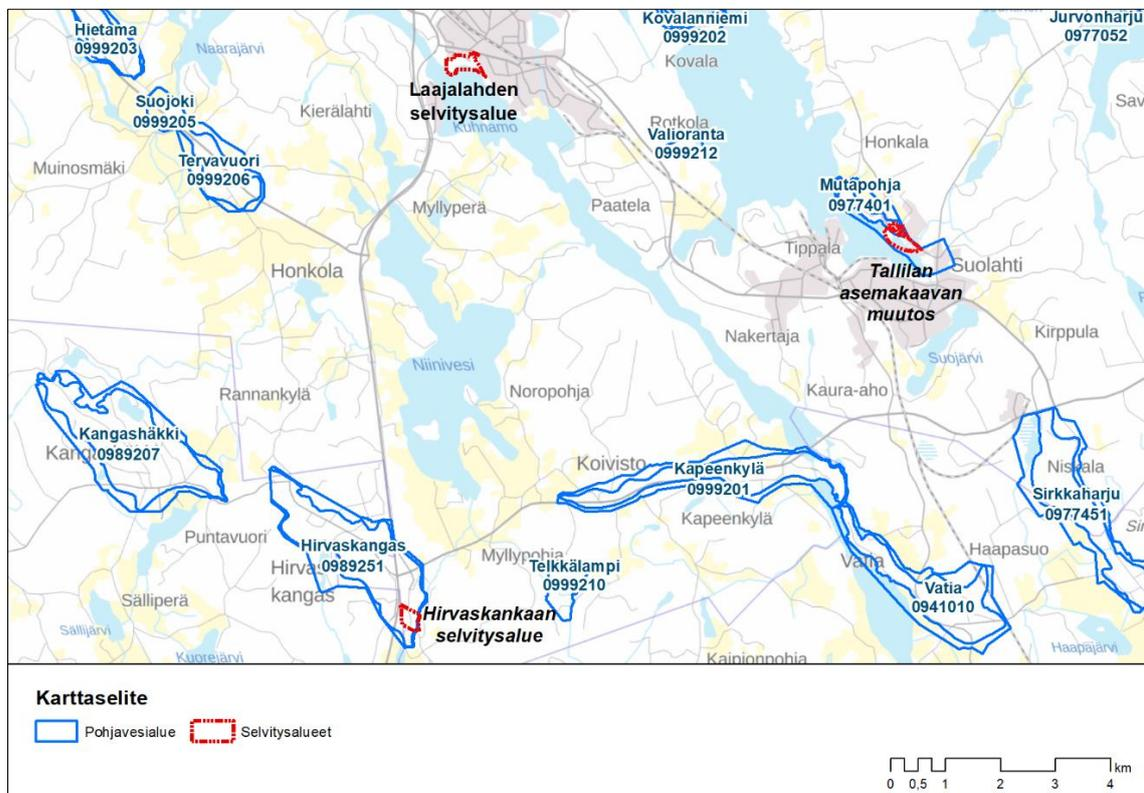 Hietama
0999203
Naarajärvi
Suojoki
0999205
Kierälahti
Tervavuori
0999206
Muinosmäki
Laajalahden
selvitysalue
Kuhnamo
Kovalanniemi
0999202
Kovala
Jurvonharju
0977052
Rotkola
Valioranta
0999212
Honkala
Mutapohja
0977401
Myllyperä
Paatela
Tippala
Suolahti
Tallilan
asemakaavan
muutos
Honkola
Nakertaja
Kirppula
Suojärvi
Niinivesi
Noropohja
Kaura-aho
Rannankylä
Kangashäkki
0989207
Koivisto
Kapeenkylä
0999201
Kapeenkylä
Niskala
Sirkkaharju
0977451
Puntavuori
Hirvaskangas
0989251
kangas
Myllypohja
Telkkälampi
0999210
Haapasuo
Vatia
Vatia
0941010
Sälliperä
Hirvaskankaan
selvitysalue
Sällijärvi
Kuorejärvi
Kaipionpohja
Haapajärvi
Karttaselite
Pohjavesialue
Selvitysalueet
km
0 0,5 1 2 3 4